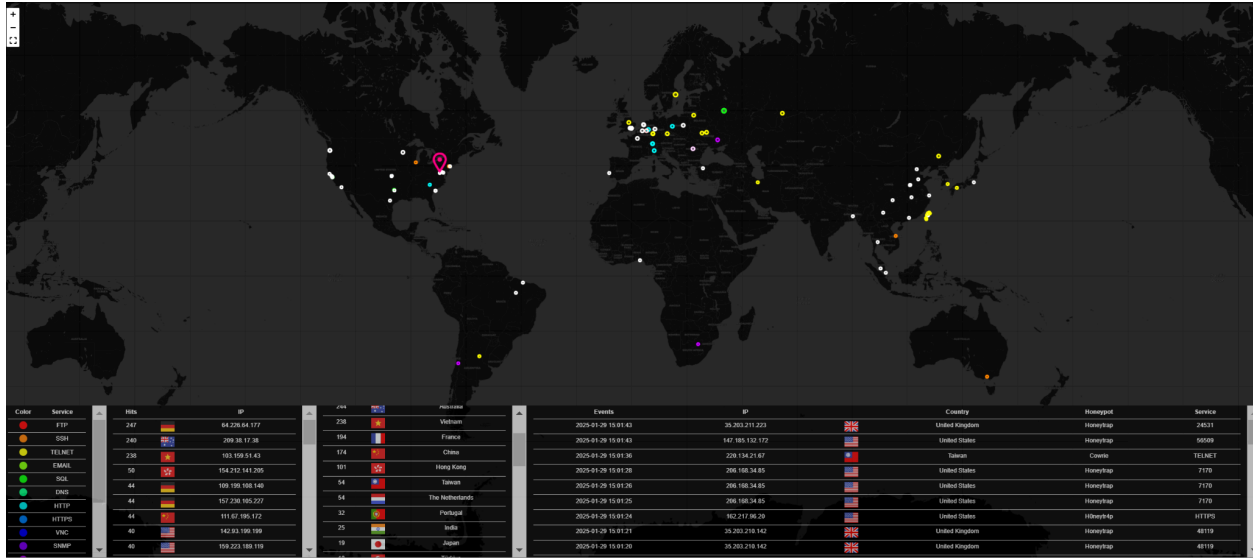 +
−
Color Service
FTP
SSH
TELNET
EMAIL
SQL
DNS
HTTP
HTTPS
VNC
SNMP
Hits IP
247 64.226.64.177
240 209.38.17.38
238 103.159.51.43
50 154.212.141.205
44 109.199.108.140
44 157.230.105.227
44 111.67.195.172
40 142.93.199.199
40 159.223.189.119
244 Australia
238 Vietnam
194 France
174 China
101 Hong Kong
54 Taiwan
54 The Netherlands
32 Portugal
25 India
19 Japan
Events IP Country Honeypot Service
2025-01-29 15:01:43 35.203.211.223 United Kingdom Honeytrap 24531
2025-01-29 15:01:43 147.185.132.172 United States Honeytrap 56509
2025-01-29 15:01:36 220.134.21.67 Taiwan Cowrie TELNET
2025-01-29 15:01:28 206.168.34.85 United States Honeytrap 7170
2025-01-29 15:01:26 206.168.34.85 United States Honeytrap 7170
2025-01-29 15:01:25 206.168.34.85 United States Honeytrap 7170
2025-01-29 15:01:24 162.217.96.20 United States H0neytr4p HTTPS
2025-01-29 15:01:21 35.203.210.142 United Kingdom Honeytrap 48119
2025-01-29 15:01:20 35.203.210.142 United Kingdom Honeytrap 48119